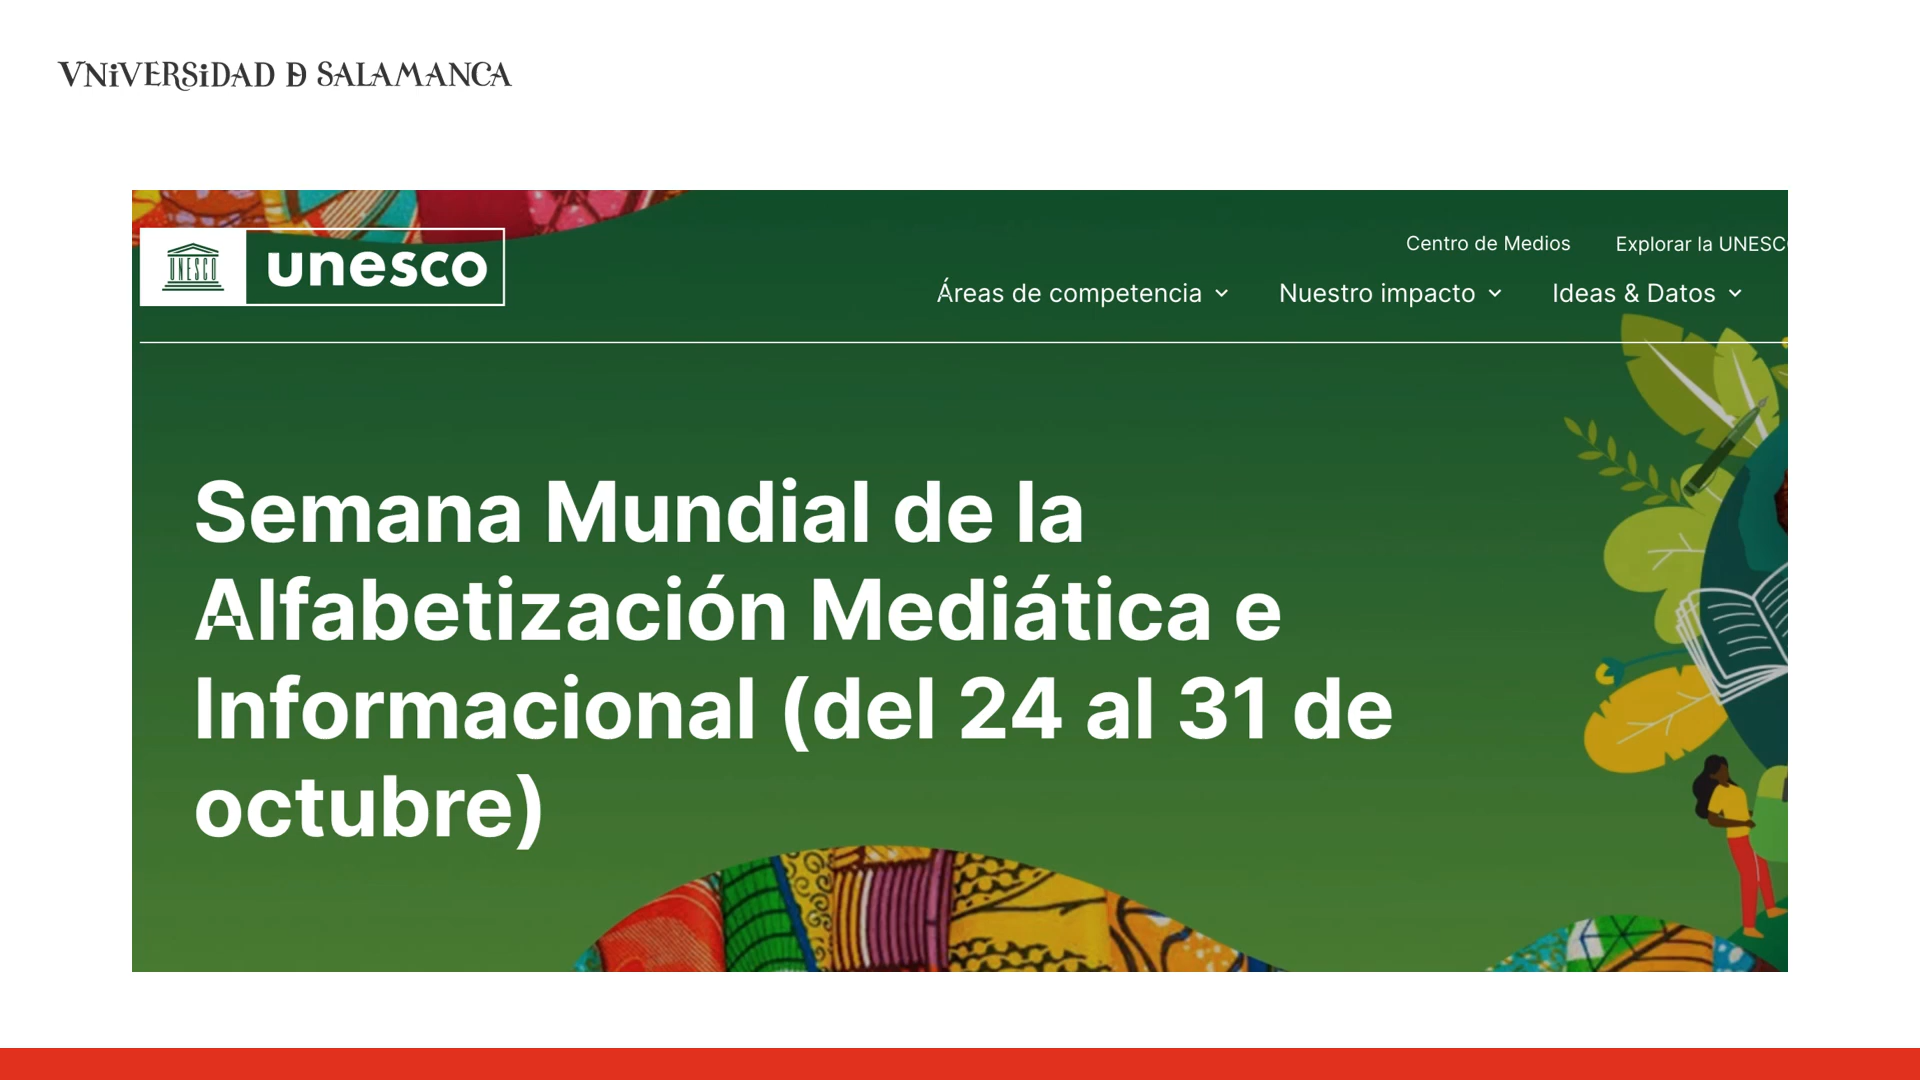 VNiVERSiDAD Ð SALAMANCA
UNESCO
unesco
Centro de Medios
Explorar la UNESC
Áreas de competencia
Nuestro impacto
Ideas & Datos
Semana Mundial de la
Alfabetización Mediática e
Informacional (del 24 al 31 de
octubre)